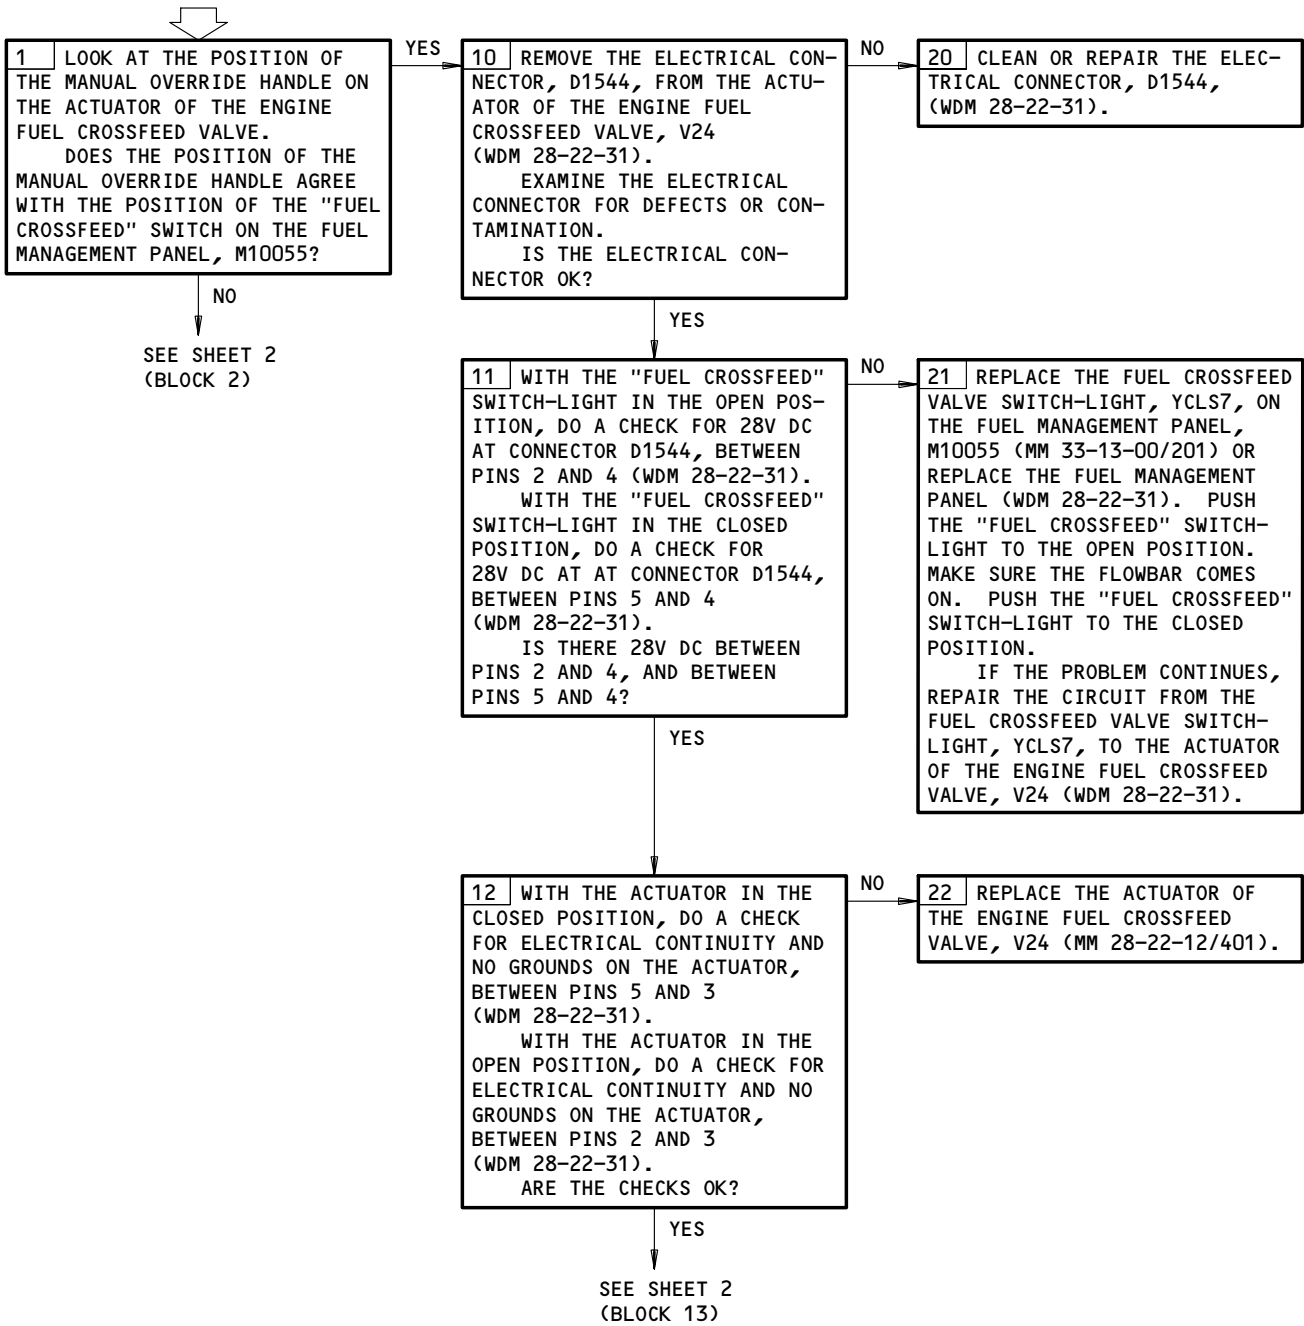 1 LOOK AT THE POSITION OF
THE MANUAL OVERRIDE HANDLE ON
THE ACTUATOR OF THE ENGINE
FUEL CROSSFEED VALVE.
DOES THE POSITION OF THE
MANUAL OVERRIDE HANDLE AGREE
WITH THE POSITION OF THE "FUEL
CROSSFEED" SWITCH ON THE FUEL
MANAGEMENT PANEL, M10055?
YES
NO
SEE SHEET 2
(BLOCK 2)
10 REMOVE THE ELECTRICAL CON-
NECTOR, D1544, FROM THE ACTU-
ATOR OF THE ENGINE FUEL
CROSSFEED VALVE, V24
(WDM 28-22-31).
EXAMINE THE ELECTRICAL
CONNECTOR FOR DEFECTS OR CON-
TAMINATION.
IS THE ELECTRICAL CON-
NECTOR OK?
NO
20 CLEAN OR REPAIR THE ELEC-
TRICAL CONNECTOR, D1544,
(WDM 28-22-31).
YES
11 WITH THE "FUEL CROSSFEED"
SWITCH-LIGHT IN THE OPEN POS-
ITION, DO A CHECK FOR 28V DC
AT CONNECTOR D1544, BETWEEN
PINS 2 AND 4 (WDM 28-22-31).
WITH THE "FUEL CROSSFEED"
SWITCH-LIGHT IN THE CLOSED
POSITION, DO A CHECK FOR
28V DC AT AT CONNECTOR D1544,
BETWEEN PINS 5 AND 4
(WDM 28-22-31).
IS THERE 28V DC BETWEEN
PINS 2 AND 4, AND BETWEEN
PINS 5 AND 4?
NO
21 REPLACE THE FUEL CROSSFEED
VALVE SWITCH-LIGHT, YCLS7, ON
THE FUEL MANAGEMENT PANEL,
M10055 (MM 33-13-00/201) OR
REPLACE THE FUEL MANAGEMENT
PANEL (WDM 28-22-31). PUSH
THE "FUEL CROSSFEED" SWITCH-
LIGHT TO THE OPEN POSITION.
MAKE SURE THE FLOWBAR COMES
ON. PUSH THE "FUEL CROSSFEED"
SWITCH-LIGHT TO THE CLOSED
POSITION.
IF THE PROBLEM CONTINUES,
REPAIR THE CIRCUIT FROM THE
FUEL CROSSFEED VALVE SWITCH-
LIGHT, YCLS7, TO THE ACTUATOR
OF THE ENGINE FUEL CROSSFEED
VALVE, V24 (WDM 28-22-31).
YES
12 WITH THE ACTUATOR IN THE
CLOSED POSITION, DO A CHECK
FOR ELECTRICAL CONTINUITY AND
NO GROUNDS ON THE ACTUATOR,
BETWEEN PINS 5 AND 3
(WDM 28-22-31).
WITH THE ACTUATOR IN THE
OPEN POSITION, DO A CHECK FOR
ELECTRICAL CONTINUITY AND NO
GROUNDS ON THE ACTUATOR,
BETWEEN PINS 2 AND 3
(WDM 28-22-31).
ARE THE CHECKS OK?
NO
22 REPLACE THE ACTUATOR OF
THE ENGINE FUEL CROSSFEED
VALVE, V24 (MM 28-22-12/401).
YES
SEE SHEET 2
(BLOCK 13)